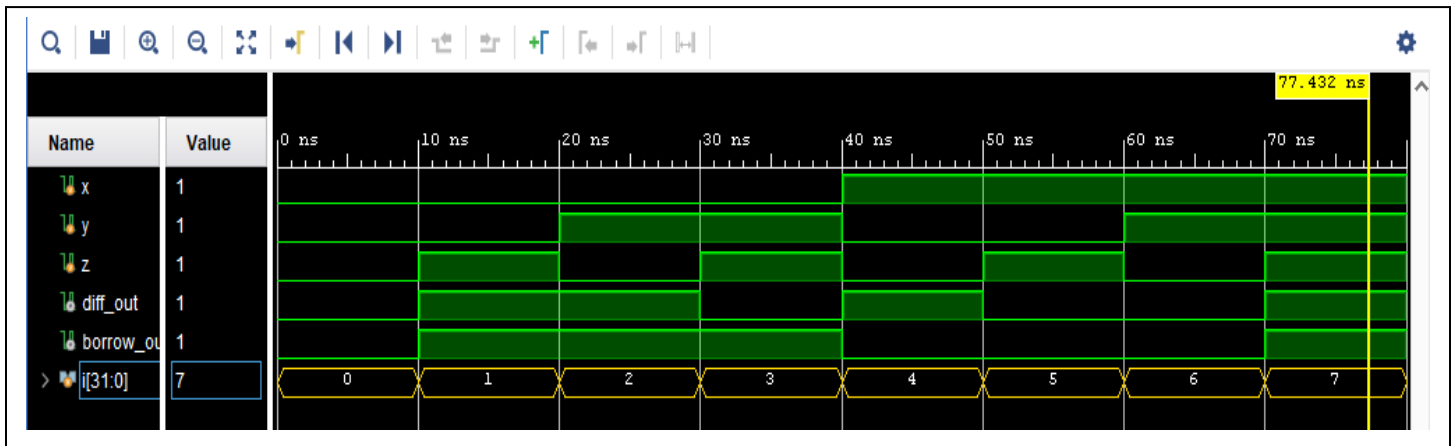 77.432 ns
Name Value 0 ns 10 ns 20 ns 30 ns 40 ns 50 ns 60 ns 70 ns
x 1
y 1
z 1
diff_out 1
borrow_ou 1
i[31:0] 7 0 1 2 3 4 5 6 7